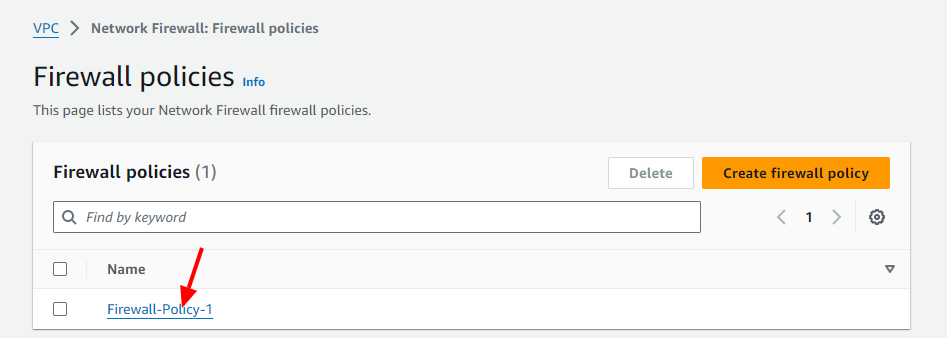 VPC > Network Firewall: Firewall policies
Firewall policies Info
This page lists your Network Firewall firewall policies.
Firewall policies (1) Delete Create firewall policy
Find by keyword < 1 >
Name
Firewall-Policy-1